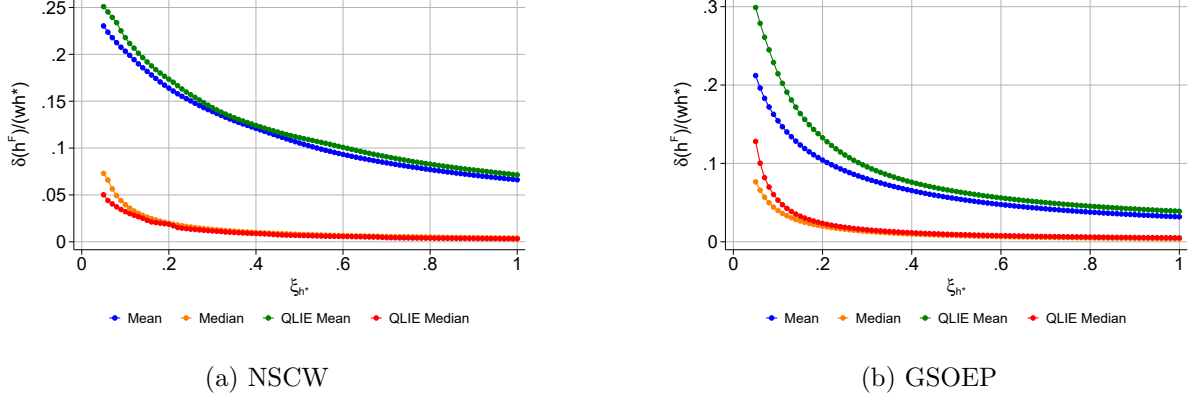 .25
.2
.15
.1
.05
0
δ(h^F)/(wh*)
0 .2 .4 .6 .8 1
ξ_h*
Mean Median QLIE Mean QLIE Median
(a) NSCW
.3
.2
.1
0
δ(h^F)/(wh*)
0 .2 .4 .6 .8 1
ξ_h*
Mean Median QLIE Mean QLIE Median
(b) GSOEP